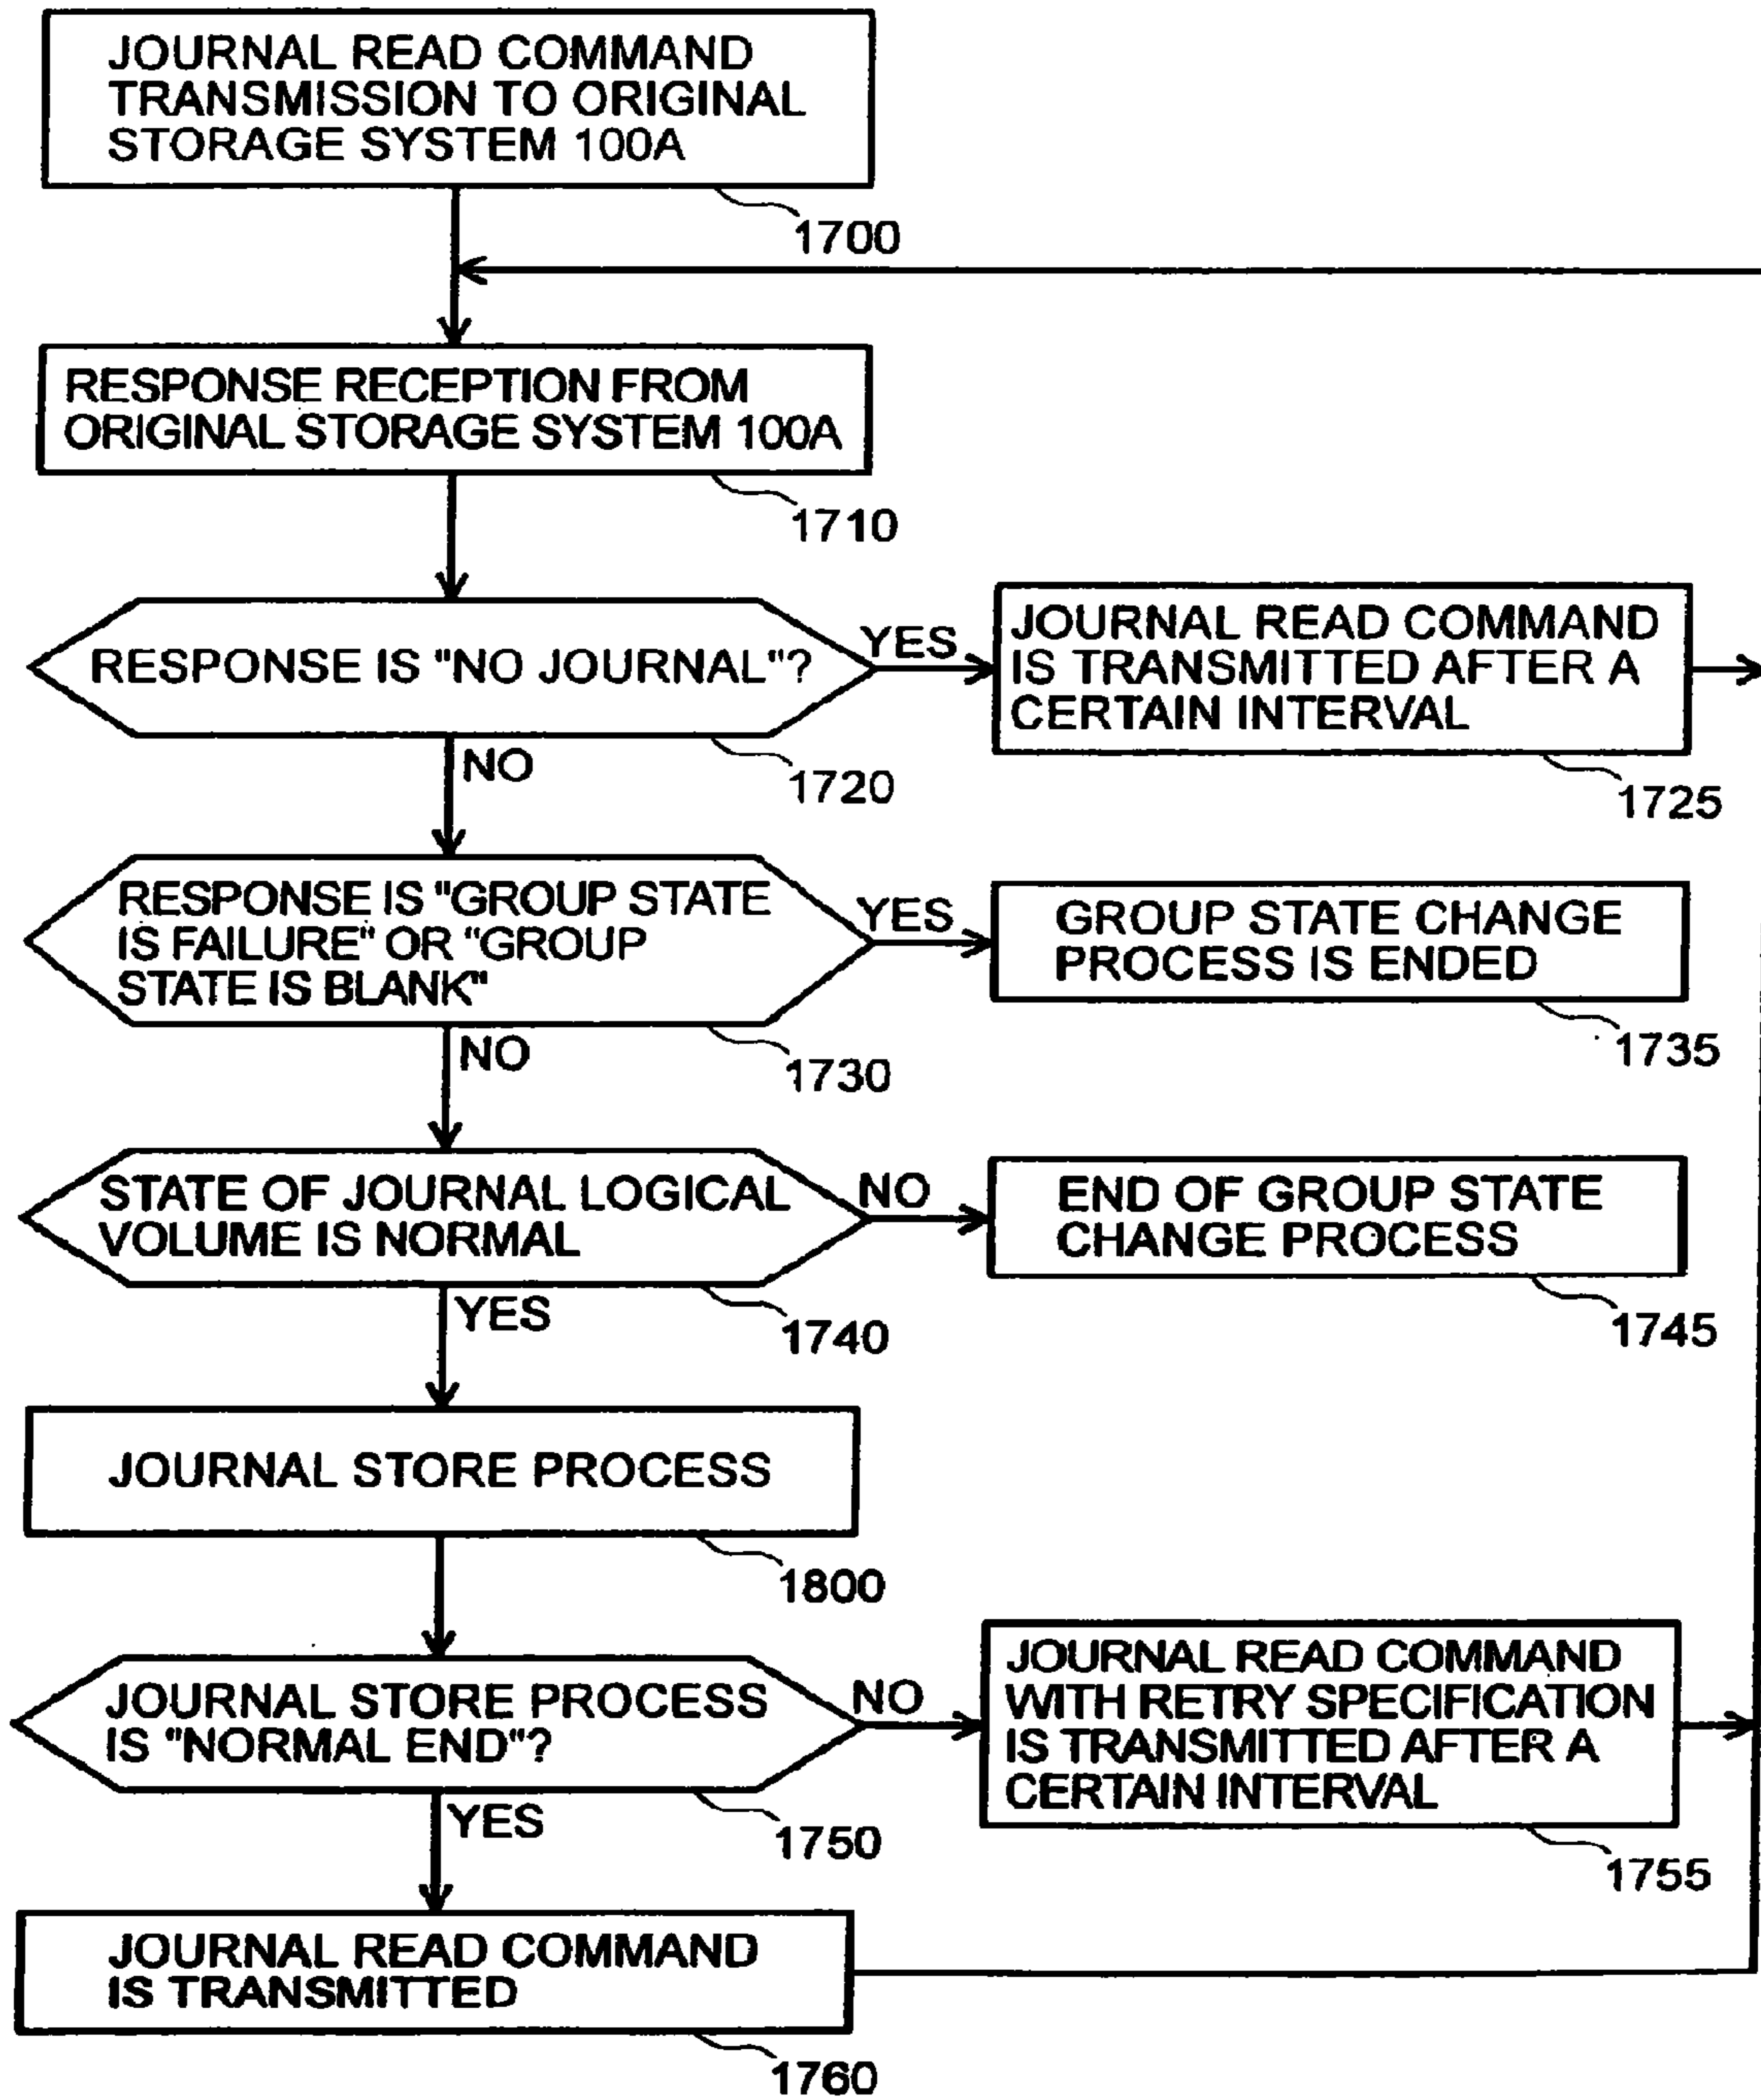 JOURNAL READ COMMAND
TRANSMISSION TO ORIGINAL
STORAGE SYSTEM 100A
1700
RESPONSE RECEPTION FROM
ORIGINAL STORAGE SYSTEM 100A
1710
RESPONSE IS "NO JOURNAL"?
YES
JOURNAL READ COMMAND
IS TRANSMITTED AFTER A
CERTAIN INTERVAL
NO
1720
1725
RESPONSE IS "GROUP STATE
IS FAILURE" OR "GROUP
STATE IS BLANK"
YES
GROUP STATE CHANGE
PROCESS IS ENDED
NO
1730
1735
STATE OF JOURNAL LOGICAL
VOLUME IS NORMAL
NO
END OF GROUP STATE
CHANGE PROCESS
YES
1740
1745
JOURNAL STORE PROCESS
1800
JOURNAL STORE PROCESS
IS "NORMAL END"?
NO
JOURNAL READ COMMAND
WITH RETRY SPECIFICATION
IS TRANSMITTED AFTER A
CERTAIN INTERVAL
YES
1750
1755
JOURNAL READ COMMAND
IS TRANSMITTED
1760